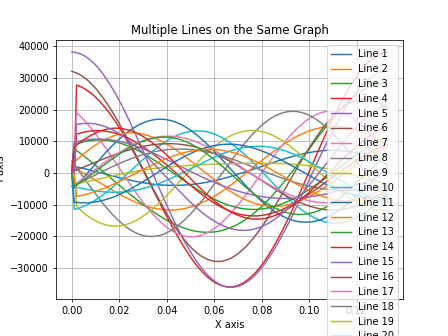 Multiple Lines on the Same Graph
40000
30000
20000
10000
0
−10000
−20000
−30000
0.00
0.02
0.04
0.06
0.08
0.10
X axis
Line 1
Line 2
Line 3
Line 4
Line 5
Line 6
Line 7
Line 8
Line 9
Line 10
Line 11
Line 12
Line 13
Line 14
Line 15
Line 16
Line 17
Line 18
Line 19
Line 20